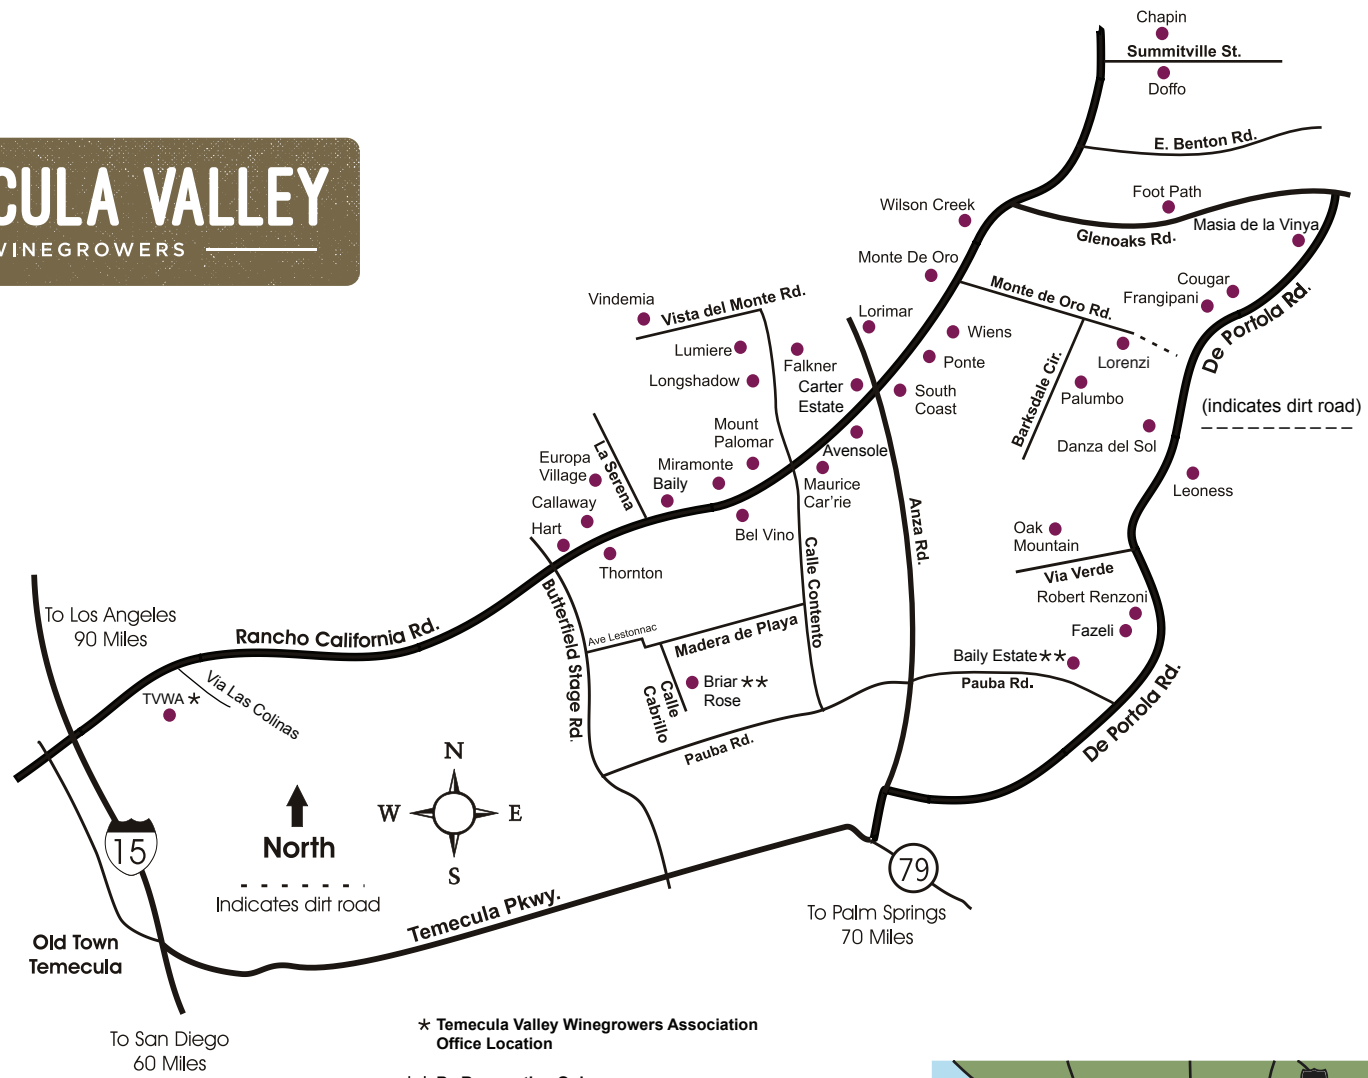 Chapin
Summitville St.
Doffo
E. Benton Rd.
CULA VALLEY
WINEGROWERS
Foot Path
Wilson Creek
Masia de la Vinya
Glenoaks Rd.
Monte De Oro
Cougar
Monte de Oro Rd.
Frangipani
Vindemia
Vista del Monte Rd.
Lorimar
De Portola Rd.
Wiens
Lumiere
Falkner
Ponte
Lorenzi
Longshadow
Carter
Estate
South
Coast
Barksdale Cir.
Palumbo
(indicates dirt road)
Mount
Palomar
La Serena
Danza del Sol
Europa
Village
Miramonte
Avensole
Baily
Maurice
Car'rie
Leoness
Callaway
Hart
Bel Vino
Anza Rd.
Oak
Mountain
Thornton
Calle Contento
Via Verde
Butterfield Stage Rd.
Robert Renzoni
To Los Angeles
90 Miles
Rancho California Rd.
Ave Lestonnac
Madera de Playa
Fazeli
Baily Estate**
Via Las Colinas
Calle
Cabrillo
Briar **
Rose
Pauba Rd.
TVWA *
De Portola Rd.
Pauba Rd.
N
W
E
S
15
North
Indicates dirt road
79
Temecula Pkwy.
To Palm Springs
70 Miles
Old Town
Temecula
To San Diego
60 Miles
* Temecula Valley Winegrowers Association
Office Location